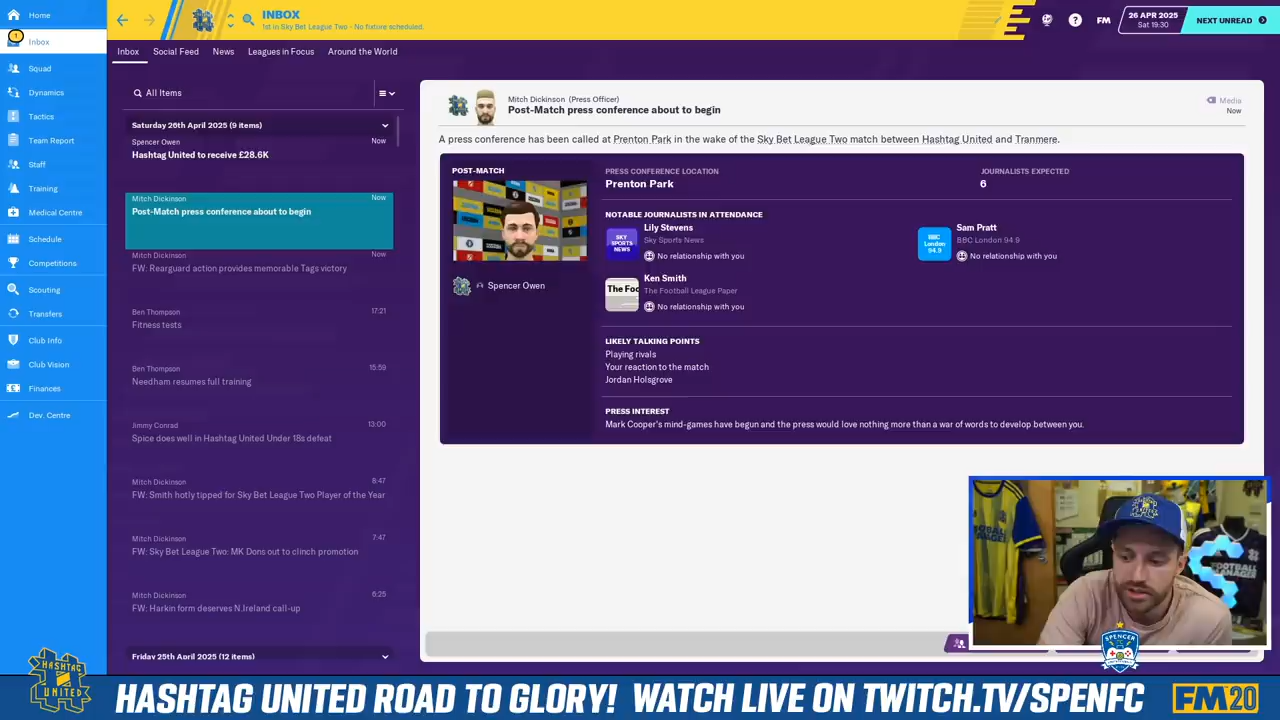 Home
1
Inbox
Squad
Dynamics
Tactics
Team Report
Staff
Training
Medical Centre
Schedule
Competitions
Scouting
Transfers
Club Info
Club Vision
Finances
Dev. Centre
INBOX
1st in Sky Bet League Two - No fixture scheduled.
FM
26 APR 2025
Sat 19:30
NEXT UNREAD
Inbox
Social Feed
News
Leagues in Focus
Around the World
All Items
Saturday 26th April 2025 (9 items)
Spencer Owen
Now
Hashtag United to receive £28.6K
Mitch Dickinson
Now
Post-Match press conference about to begin
Mitch Dickinson
Now
FW: Rearguard action provides memorable Tags victory
Ben Thompson
17:21
Fitness tests
Ben Thompson
15:59
Needham resumes full training
Jimmy Conrad
13:00
Spice does well in Hashtag United Under 18s defeat
Mitch Dickinson
8:47
FW: Smith hotly tipped for Sky Bet League Two Player of the Year
Mitch Dickinson
7:47
FW: Sky Bet League Two: MK Dons out to clinch promotion
Mitch Dickinson
6:25
FW: Harkin form deserves N.Ireland call-up
Friday 25th April 2025 (12 items)
Mitch Dickinson (Press Officer)
Post-Match press conference about to begin
Media
Now
A press conference has been called at Prenton Park in the wake of the Sky Bet League Two match between Hashtag United and Tranmere.
POST-MATCH
Spencer Owen
PRESS CONFERENCE LOCATION
Prenton Park
JOURNALISTS EXPECTED
6
NOTABLE JOURNALISTS IN ATTENDANCE
SKY
SPORTS
NEWS
Lily Stevens
Sky Sports News
No relationship with you
BBC
London
94.9
Sam Pratt
BBC London 94.9
No relationship with you
The Foo
Ken Smith
The Football League Paper
No relationship with you
LIKELY TALKING POINTS
Playing rivals
Your reaction to the match
Jordan Holsgrove
PRESS INTEREST
Mark Cooper's mind-games have begun and the press would love nothing more than a war of words to develop between you.
FOOTBALL
MANAGER
SPENCER
HASHTAG
UNITED
HASHTAG UNITED ROAD TO GLORY! WATCH LIVE ON TWITCH.TV/SPENFC
FM20